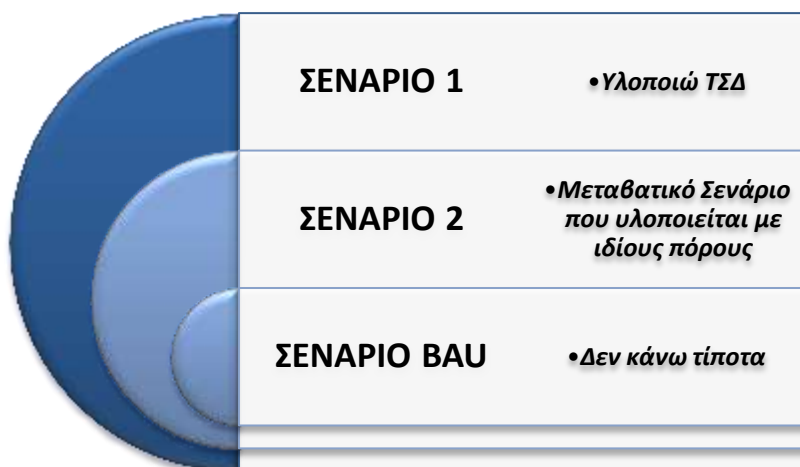 ΣΕΝΑΡΙΟ 1
•Υλοποιώ ΤΣΔ
ΣΕΝΑΡΙΟ 2
•Μεταβατικό Σενάριο
που υλοποιείται με
ιδίους πόρους
ΣΕΝΑΡΙΟ BAU
•Δεν κάνω τίποτα